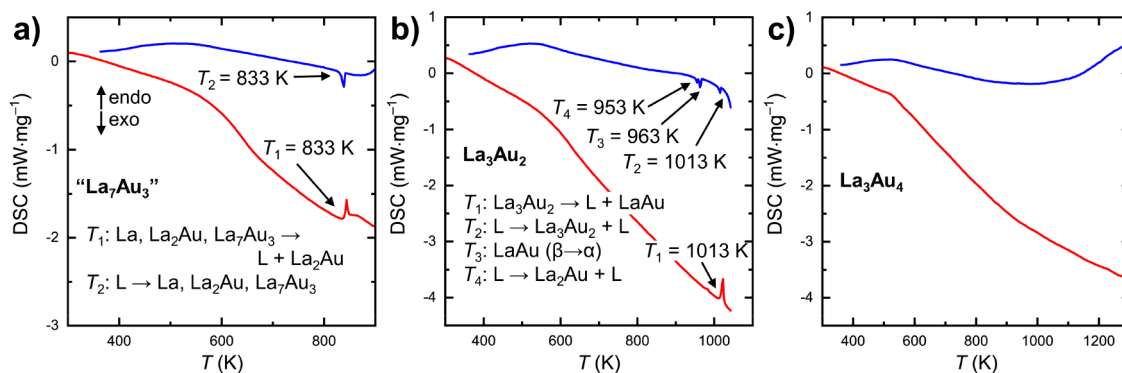 a)
DSC (mW·mg⁻¹)
0
-1
-2
-3
endo
exo
T₂ = 833 K
T₁ = 833 K
"La₇Au₃"
T₁: La, La₂Au, La₇Au₃ →
L + La₂Au
T₂: L → La, La₂Au, La₇Au₃
400 600 800
T (K)
b)
DSC (mW·mg⁻¹)
0
-1
-2
-3
-4
T₄ = 953 K
T₃ = 963 K
T₂ = 1013 K
La₃Au₂
T₁: La₃Au₂ → L + LaAu
T₂: L → La₃Au₂ + L
T₃: LaAu (β→α)
T₄: L → La₂Au + L
T₁ = 1013 K
400 600 800 1000
T (K)
c)
DSC (mW·mg⁻¹)
1
0
-1
-2
-3
-4
La₃Au₄
400 600 800 1000 1200
T (K)